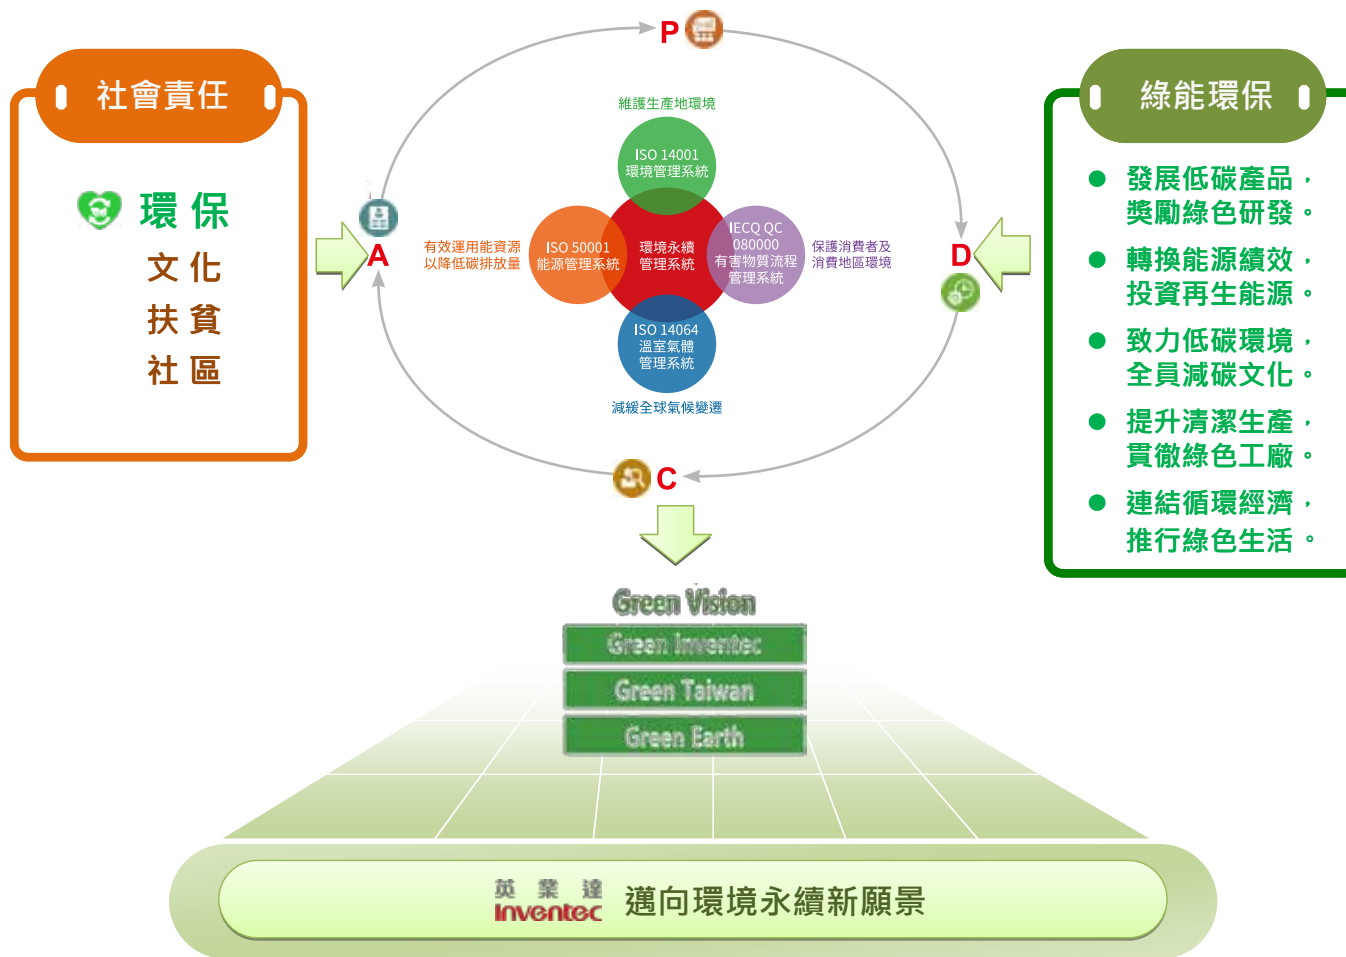 社會責任
環保
文化
扶貧
社區
P
A
D
C
維護生產地環境
ISO 14001
環境管理系統
有效運用能資源
以降低碳排放量
ISO 50001
能源管理系統
環境永續
管理系統
IECQ QC
080000
有害物質流程
管理系統
保護消費者及
消費地區環境
ISO 14064
溫室氣體
管理系統
減緩全球氣候變遷
綠能環保
發展低碳產品，
獎勵綠色研發。
轉換能源績效，
投資再生能源。
致力低碳環境，
全員減碳文化。
提升清潔生產，
貫徹綠色工廠。
連結循環經濟，
推行綠色生活。
Green Vision
Green Inventec
Green Taiwan
Green Earth
英業達
Inventec
邁向環境永續新願景